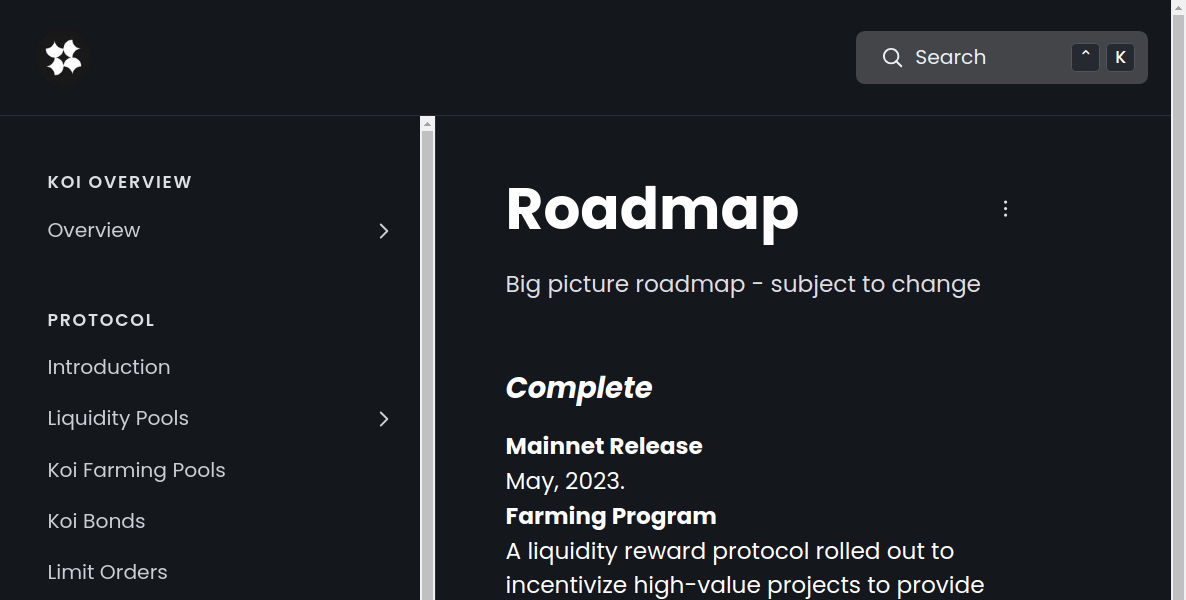 Search
^ K
KOI OVERVIEW
Overview
PROTOCOL
Introduction
Liquidity Pools
Koi Farming Pools
Koi Bonds
Limit Orders
Roadmap
Big picture roadmap - subject to change
Complete
Mainnet Release
May, 2023.
Farming Program
A liquidity reward protocol rolled out to
incentivize high-value projects to provide